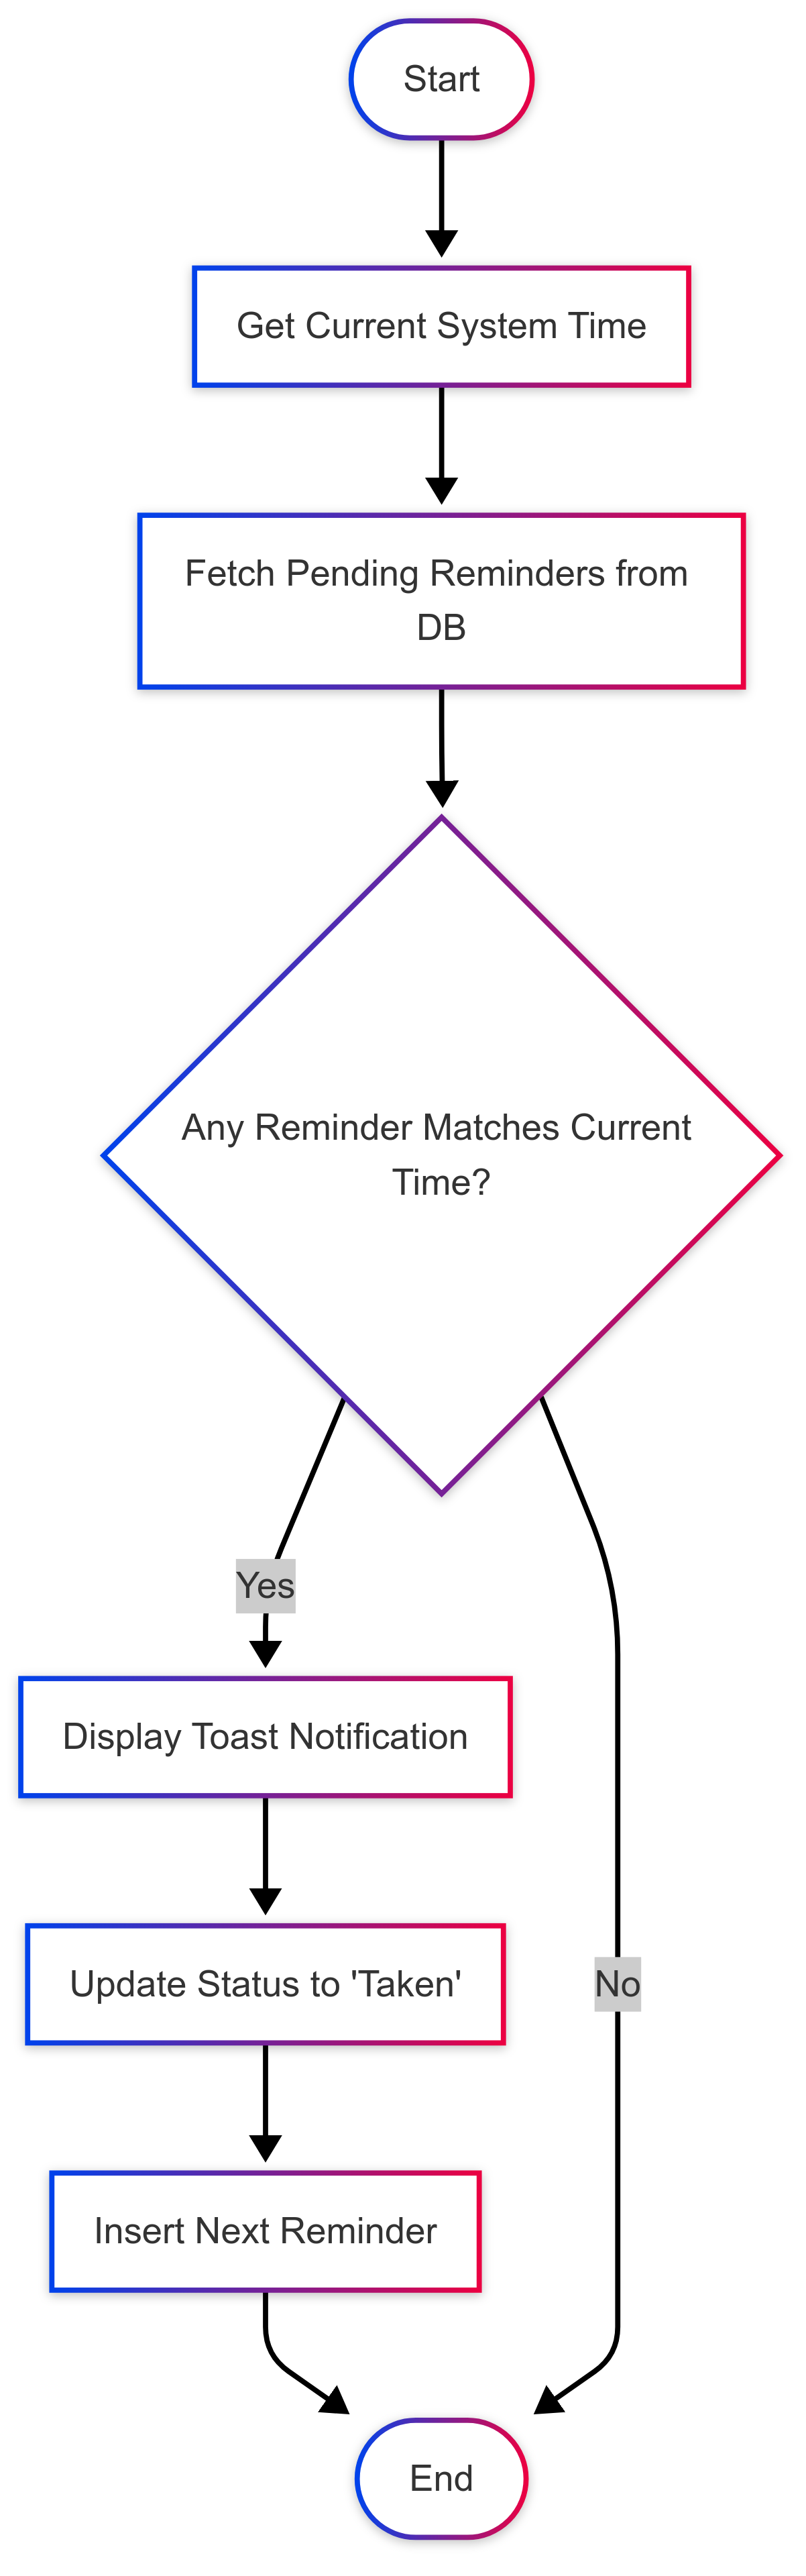 Start
Get Current System Time
Fetch Pending Reminders from
DB
Any Reminder Matches Current
Time?
Yes
Display Toast Notification
Update Status to 'Taken'
No
Insert Next Reminder
End